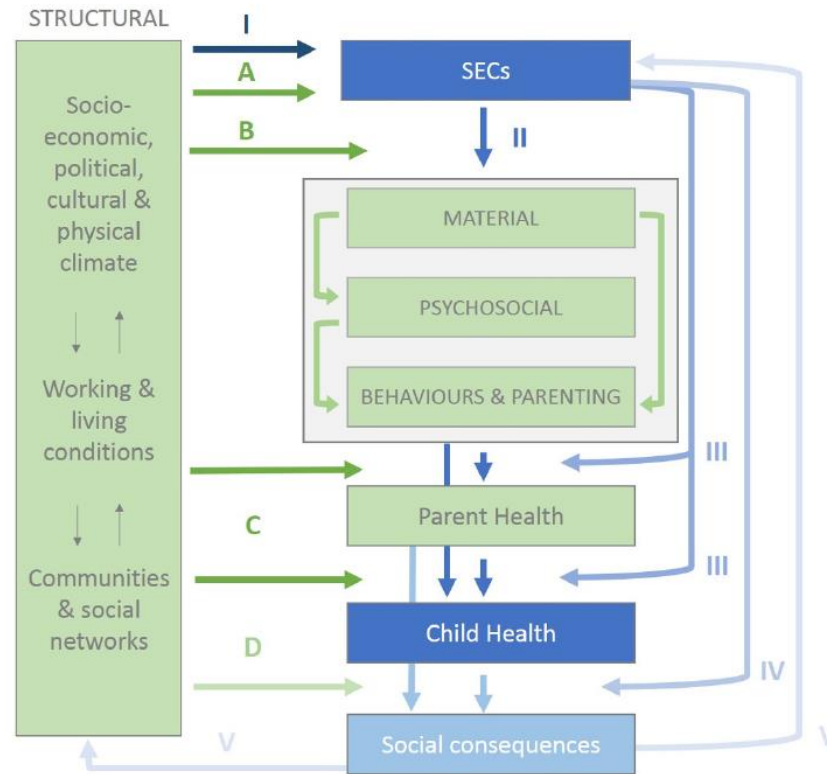 STRUCTURAL
I
A
B
SECs
II
Socio-
economic,
political,
cultural &
physical
climate
MATERIAL
PSYCHOSOCIAL
BEHAVIOURS & PARENTING
Working &
living
conditions
III
Parent Health
C
III
Communities
& social
networks
Child Health
D
IV
V
Social consequences
V